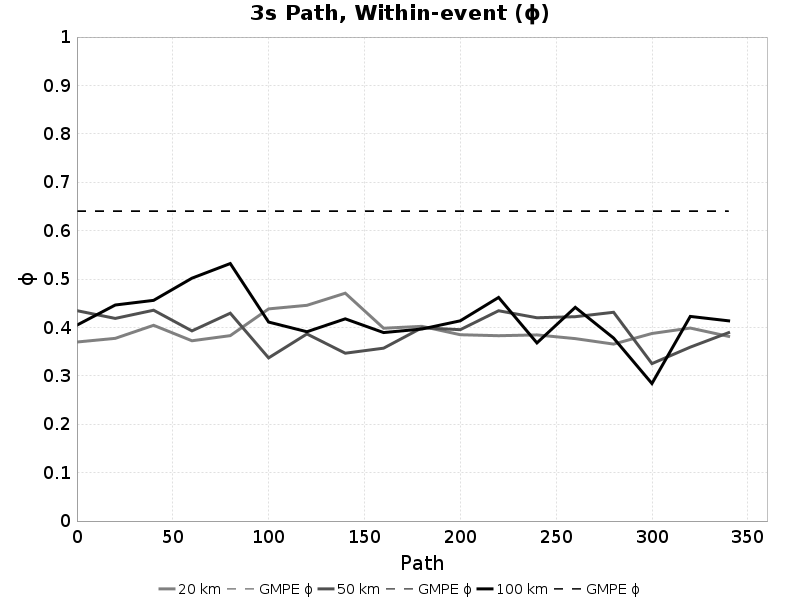 3s Path, Within-event (ϕ)
1
0.9
0.8
0.7
0.6
0.5
0.4
0.3
0.2
0.1
0
ϕ
0 50 100 150 200 250 300 350
Path
20 km GMPE ϕ 50 km GMPE ϕ 100 km GMPE ϕ